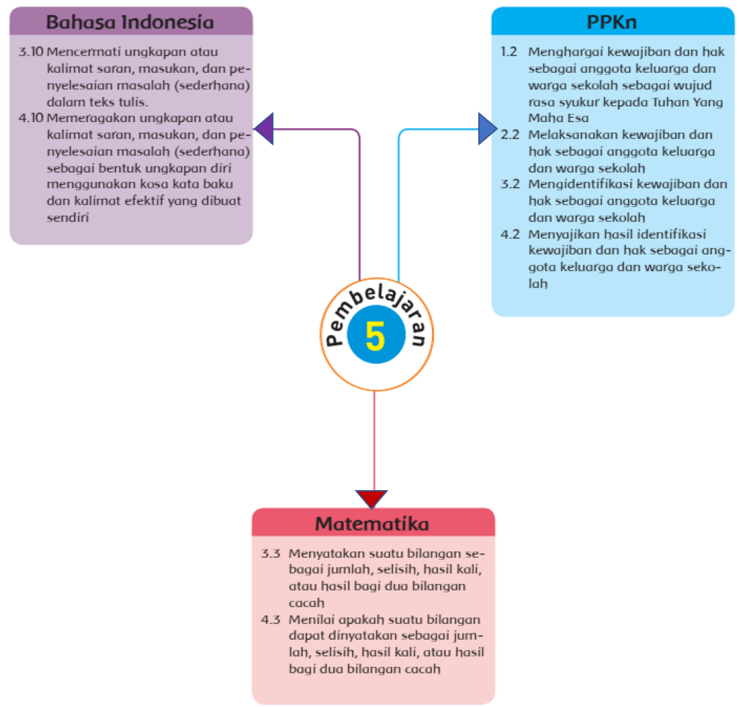 Bahasa Indonesia
3.10 Mencermati ungkapan atau
kalimat saran, masukan, dan pe-
nyelesaian masalah (sederhana)
dalam teks tulis.
4.10 Memeragakan ungkapan atau
kalimat saran, masukan, dan pe-
nyelesaian masalah (sederhana)
sebagai bentuk ungkapan diri
menggunakan kosa kata baku
dan kalimat efektif yang dibuat
sendiri
PPKn
1.2 Menghargai kewajiban dan hak
sebagai anggota keluarga dan
warga sekolah sebagai wujud
rasa syukur kepada Tuhan Yang
Maha Esa
2.2 Melaksanakan kewajiban dan
hak sebagai anggota keluarga
dan warga sekolah
3.2 Mengidentifikasi kewajiban dan
hak sebagai anggota keluarga
dan warga sekolah
4.2 Menyajikan hasil identifikasi
kewajiban dan hak sebagai ang-
gota keluarga dan warga seko-
lah
Pembelajaran
5
Matematika
3.3 Menyatakan suatu bilangan se-
bagai jumlah, selisih, hasil kali,
atau hasil bagi dua bilangan
cacah
4.3 Menilai apakah suatu bilangan
dapat dinyatakan sebagai jum-
lah, selisih, hasil kali, atau hasil
bagi dua bilangan cacah